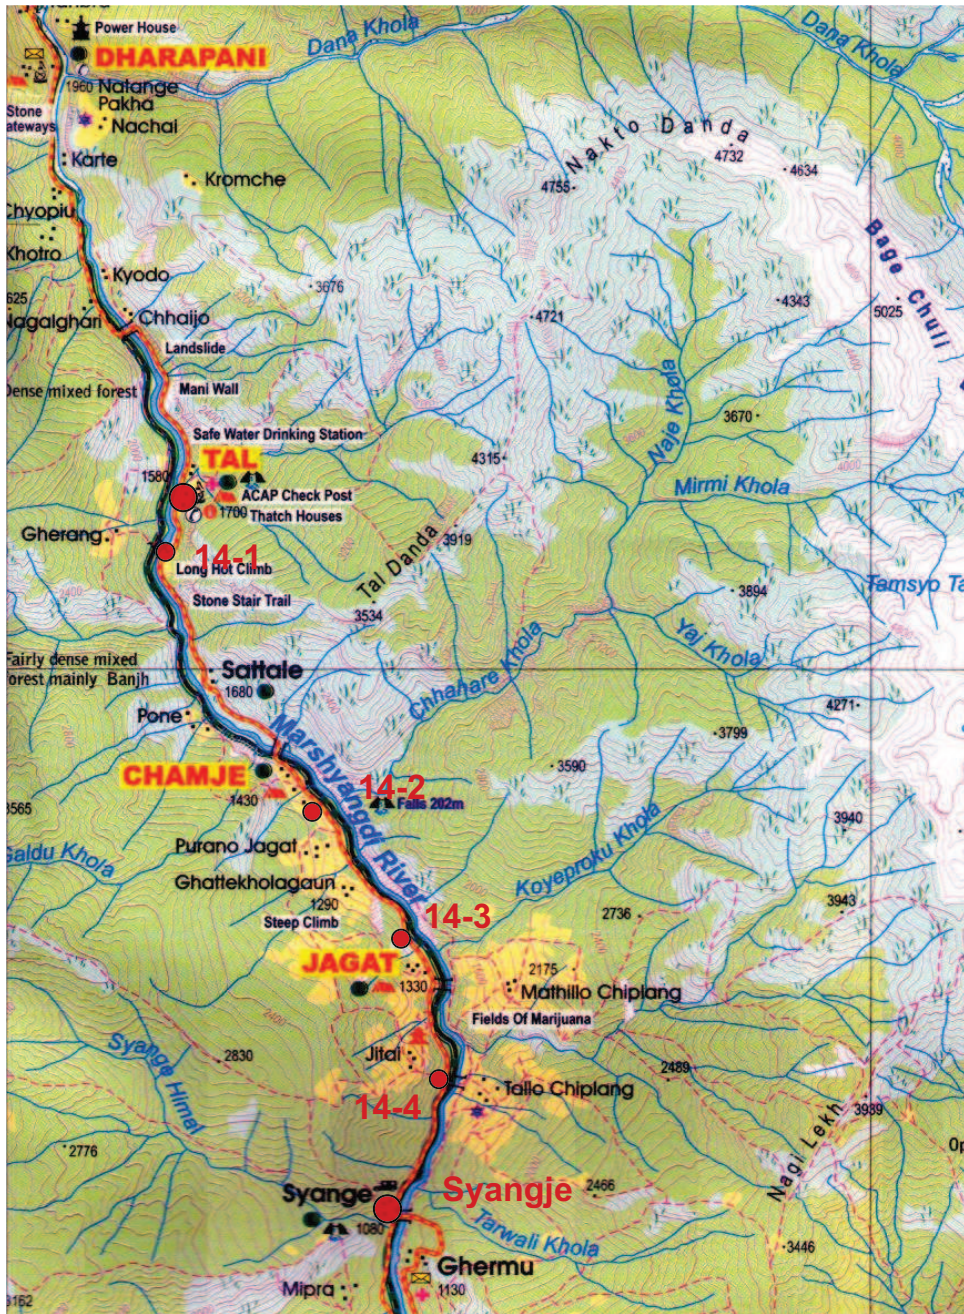 Power House
DHARAPANI
Dana Khola
Dana Khola
1960
Natange
Pakha
Nachai
Stone
Karte
Kromche
Nakto Danda
4732
4634
4755
Chyopiu
Khotro
Kyodo
3676
4343
Bage Chuli
5025
625
Nagalghari
Chhaijo
4721
Landslide
Dense mixed forest
Mani Wall
Naje Khola
3670
Safe Water Drinking Station
TAL
1580
4315
Mirmi Khola
ACAP Check Post
1700
Thatch Houses
Gherang
3919
14-1
Long Hot Climb
Tal Danda
3894
Stone Stair Trail
3534
Tamsyo Ta
Fairly dense mixed
forest mainly Banjh
Sattale
1680
Chhahare Khola
Yaj Khola
4271
Pone
3799
Marshyangdi River
CHAMJE
3590
1430
14-2
Falls 202m
3565
3940
Purano Jagat
Galdu Khola
Koyeproku Khola
Ghattekholagaun
1290
3943
Steep Climb
14-3
2736
JAGAT
1330
2175
Mathillo Chiplang
Fields Of Marijuana
Syange Himal
2830
Jitai
2489
Tallo Chiplang
14-4
3939
Nagi Lekh
2776
Syange
Syangje
2466
1080
Tarwali Khola
3446
Ghermu
Mipra
1130
3162